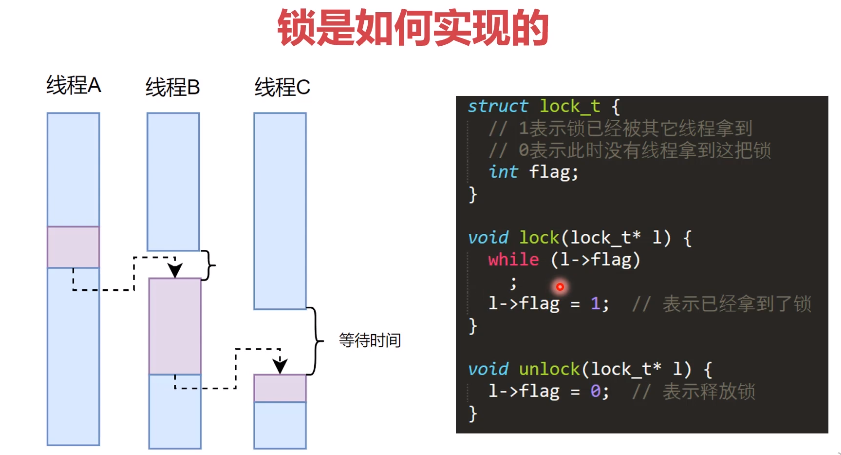 锁是如何实现的
线程A
线程B
线程C
等待时间
struct lock_t {
// 1表示锁已经被其它线程拿到
// 0表示此时没有线程拿到这把锁
int flag;
}
void lock(lock_t* l) {
while (l->flag)
;
l->flag = 1;  // 表示已经拿到了锁
}
void unlock(lock_t* l) {
l->flag = 0;  // 表示释放锁
}